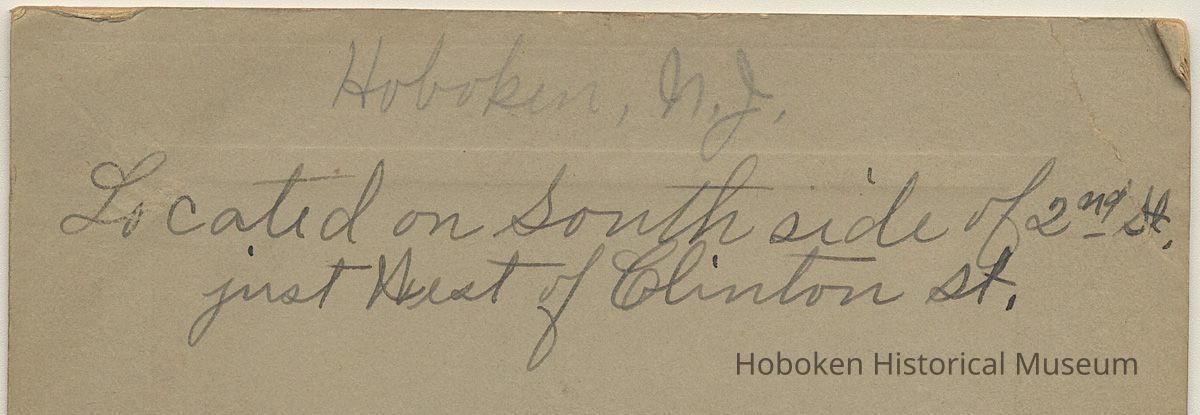 Hoboken, N.J.
Located on South side of 2nd St,
just West of Clinton St.
Hoboken Historical Museum